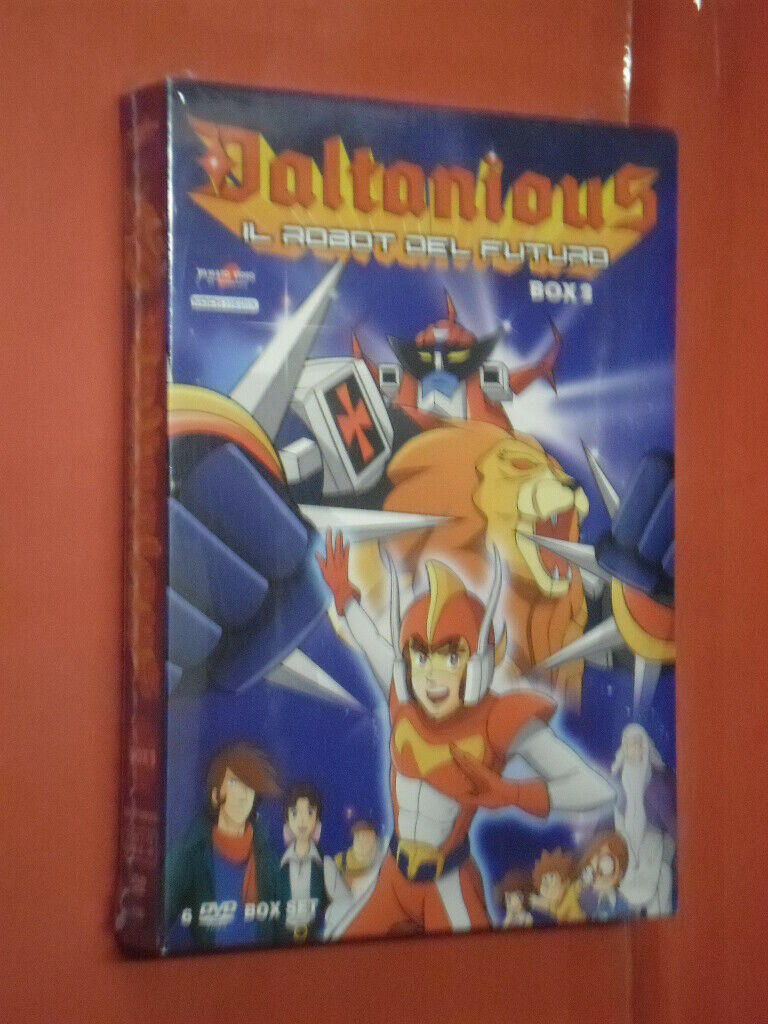 Daltanious
IL ROBOT DEL FUTURO
BOX 2
6 DVD BOX SET